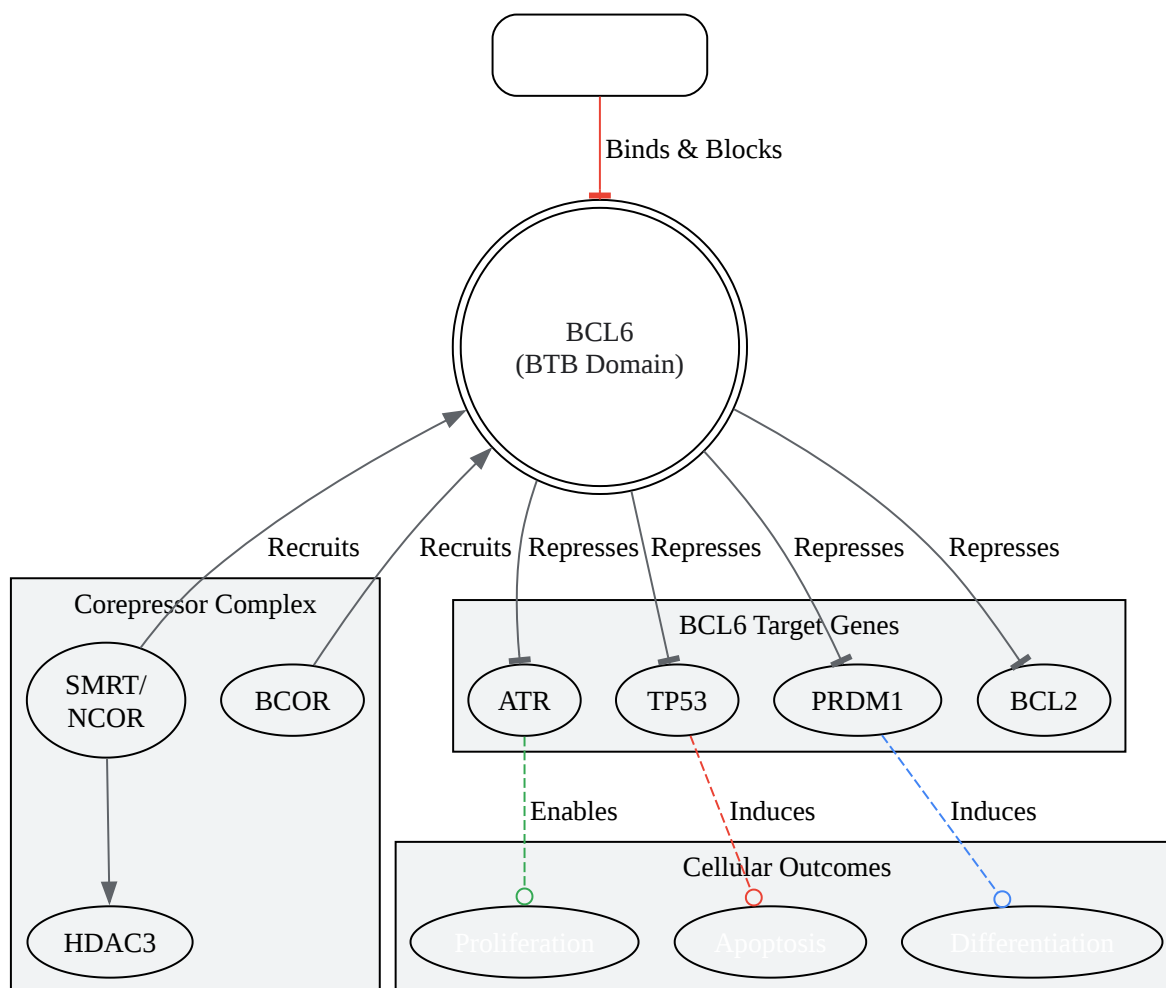 Binds & Blocks
BCL6
(BTB Domain)
Recruits
Recruits
Represses
Represses
Represses
Represses
Corepressor Complex
BCL6 Target Genes
SMRT/
NCOR
BCOR
ATR
TP53
PRDM1
BCL2
Enables
Induces
Induces
Cellular Outcomes
HDAC3
Proliferation
Apoptosis
Differentiation